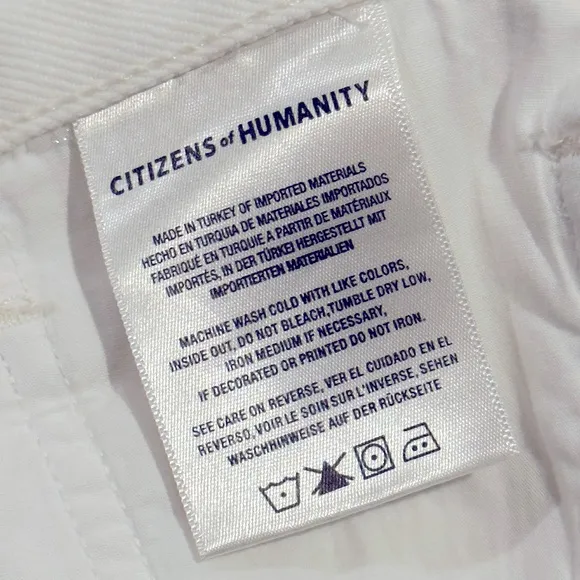 CITIZENS of HUMANITY
MADE IN TURKEY OF IMPORTED MATERIALS
HECHO EN TURQUIA DE MATERIALES IMPORTADOS
FABRIQUÉ EN TURQUIE A PARTIR DE MATÉRIAUX
IMPORTÉS, IN DER TÜRKEI HERGESTELLT MIT
IMPORTIERTEN MATERIALIEN
MACHINE WASH COLD WITH LIKE COLORS,
INSIDE OUT, DO NOT BLEACH,TUMBLE DRY LOW,
IRON MEDIUM IF NECESSARY,
IF DECORATED OR PRINTED DO NOT IRON.
SEE CARE ON REVERSE, VER EL CUIDADO EN EL
REVERSO, VOIR LE SOIN SUR L'INVERSE, SEHEN
WASCHHINWEISE AUF DER RÜCKSEITE